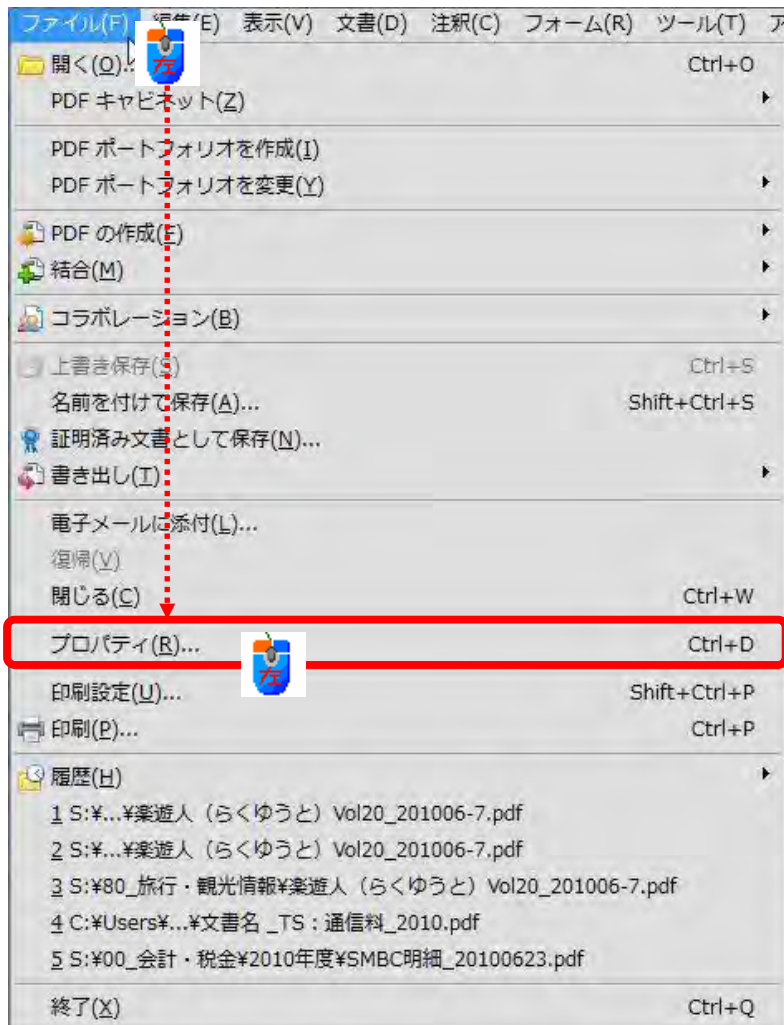 ファイル(F) 編集(E) 表示(V) 文書(D) 注釈(C) フォーム(R) ツール(T) ア
左
開く(O)... Ctrl+O
PDF キャビネット(Z)
PDF ポートフォリオを作成(I)
PDF ポートフォリオを変更(Y)
PDF の作成(F)
結合(M)
コラボレーション(B)
上書き保存(S) Ctrl+S
名前を付けて保存(A)... Shift+Ctrl+S
証明済み文書として保存(N)...
書き出し(T)
電子メールに添付(L)...
復帰(V)
閉じる(C) Ctrl+W
プロパティ(R)... Ctrl+D
左
印刷設定(U)... Shift+Ctrl+P
印刷(P)... Ctrl+P
履歴(H)
1 S:¥...¥楽遊人（らくゆうと）Vol20_201006-7.pdf
2 S:¥...¥楽遊人（らくゆうと）Vol20_201006-7.pdf
3 S:¥80_旅行・観光情報¥楽遊人（らくゆうと）Vol20_201006-7.pdf
4 C:¥Users¥...¥文書名 _TS：通信料_2010.pdf
5 S:¥00_会計・税金¥2010年度¥SMBC明細_20100623.pdf
終了(X) Ctrl+Q